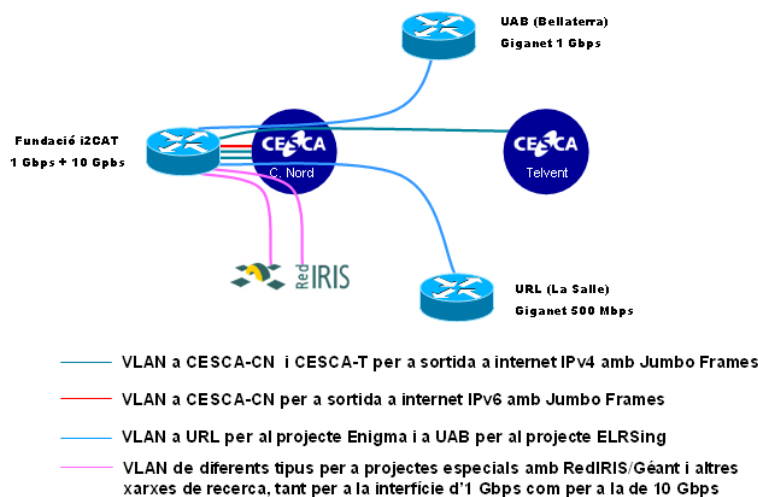 UAB (Bellaterra)
Giganet 1 Gbps
Fundació i2CAT
1 Gbps + 10 Gpbs
CESCA
C. Nord
CESCA
Telvent
Red IRIS
URL (La Salle)
Giganet 500 Mbps
VLAN a CESCA-CN i CESCA-T per a sortida a internet IPv4 amb Jumbo Frames
VLAN a CESCA-CN per a sortida a internet IPv6 amb Jumbo Frames
VLAN a URL per al projecte Enigma i a UAB per al projecte ELRSing
VLAN de diferents tipus per a projectes especials amb RedIRIS/Géant i altres
xarxes de recerca, tant per a la interfície d'1 Gbps com per a la de 10 Gbps